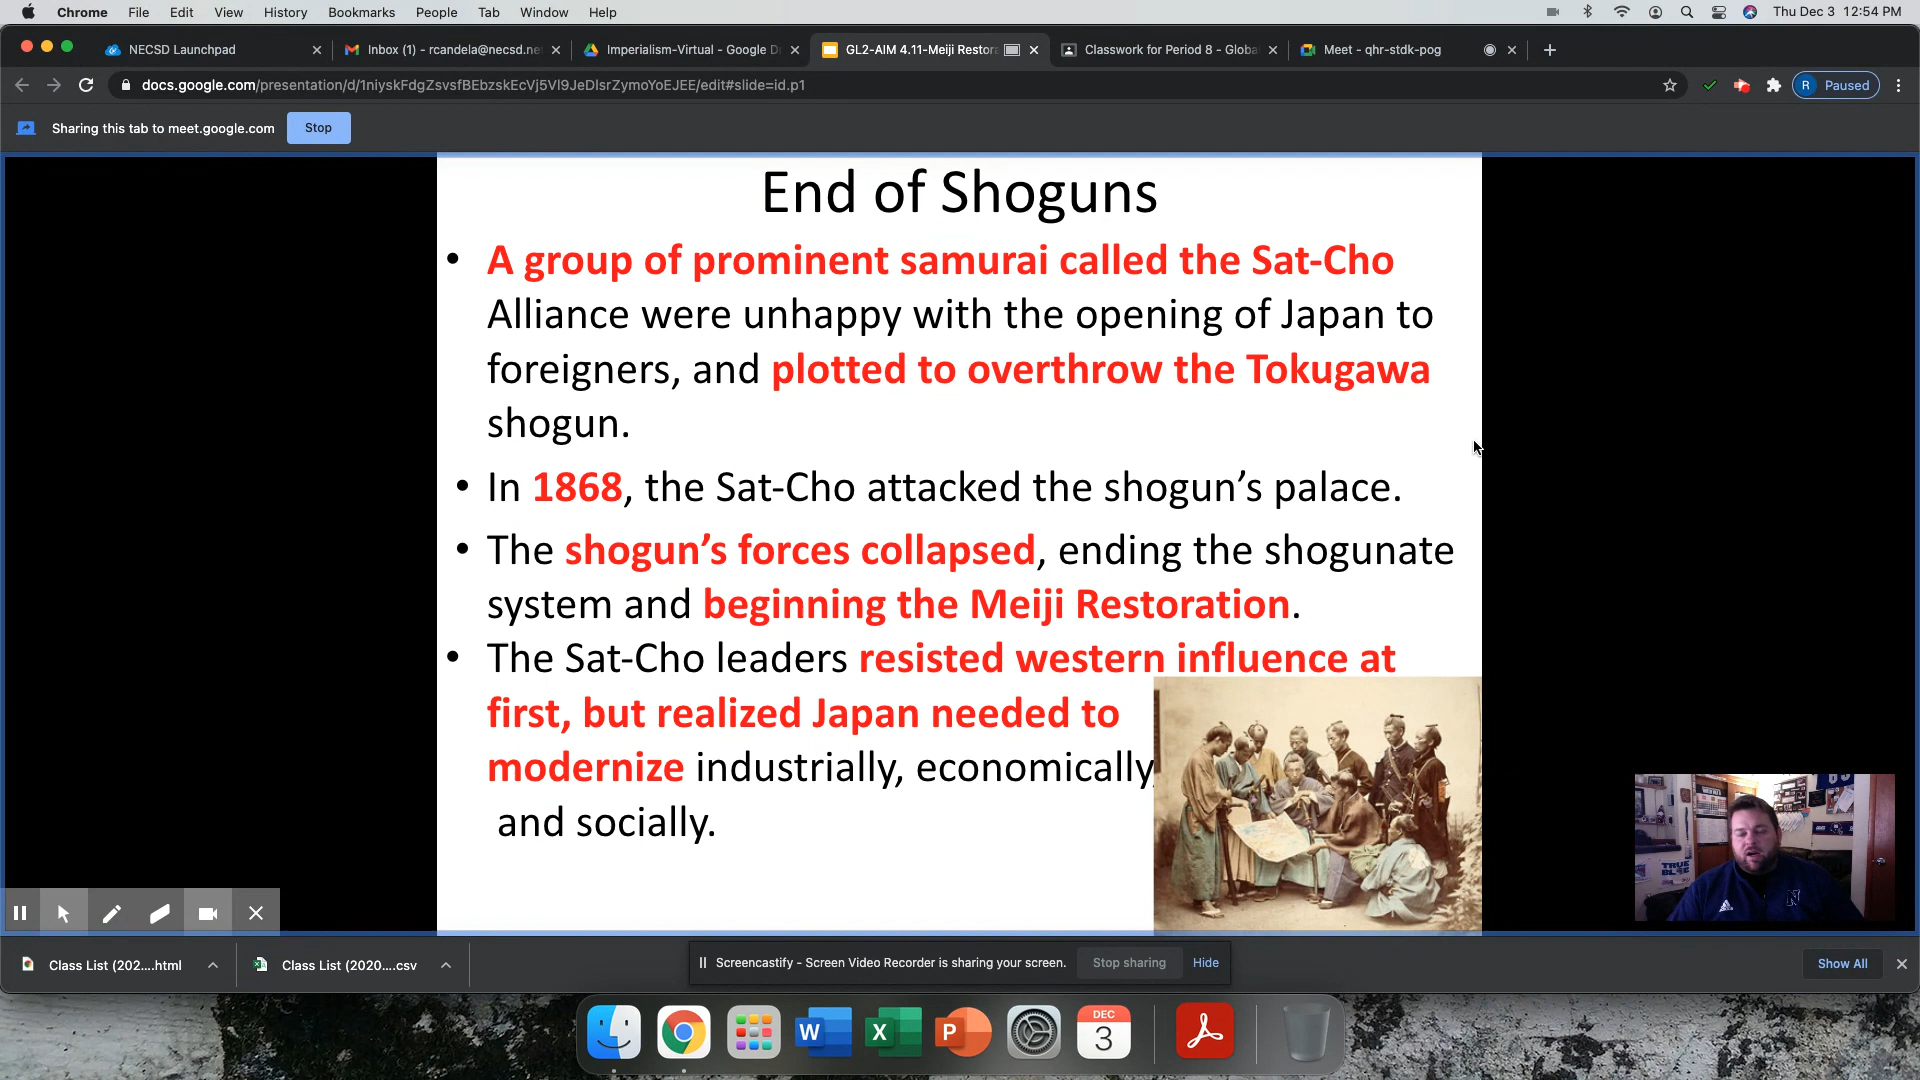 Chrome File Edit View History Bookmarks People Tab Window Help Thu Dec 3 12:54 PM
NECSD Launchpad Inbox (1) - rcandela@necsd.ne Imperialism-Virtual - Google D GL2-AIM 4.11-Meiji Restora Classwork for Period 8 - Globa Meet - qhr-stdk-pog
docs.google.com/presentation/d/1niyskFdgZsvsfBEbzskEcVj5Vl9JeDlsrZymoYoEJEE/edit#slide=id.p1 R Paused
Sharing this tab to meet.google.com Stop
End of Shoguns
• A group of prominent samurai called the Sat-Cho
Alliance were unhappy with the opening of Japan to
foreigners, and plotted to overthrow the Tokugawa
shogun.
• In 1868, the Sat-Cho attacked the shogun’s palace.
• The shogun’s forces collapsed, ending the shogunate
system and beginning the Meiji Restoration.
• The Sat-Cho leaders resisted western influence at
first, but realized Japan needed to
modernize industrially, economically,
and socially.
TRUE
BLUE
N
Class List (202....html Class List (2020....csv Screencastify - Screen Video Recorder is sharing your screen. Stop sharing Hide Show All
W X P DEC
3